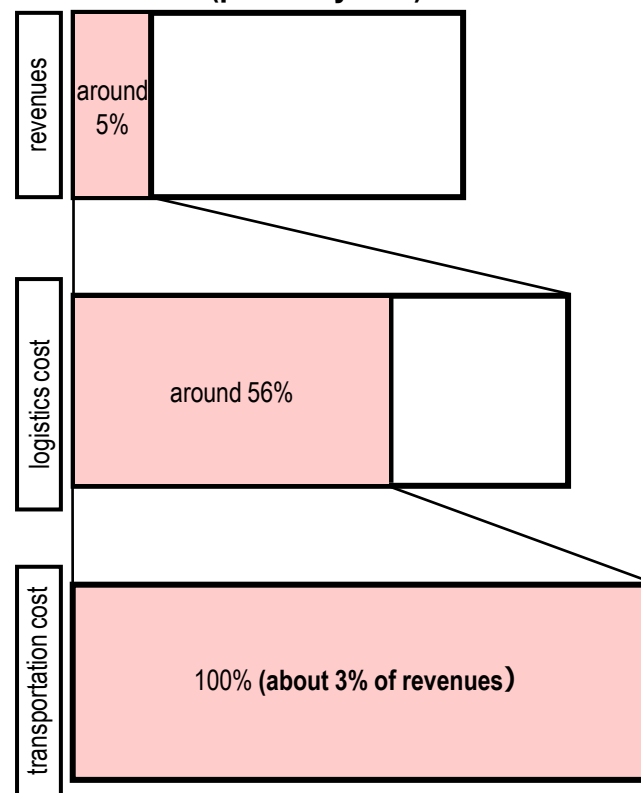 revenues
around
5%
logistics cost
around 56%
transportation cost
100% (about 3% of revenues）